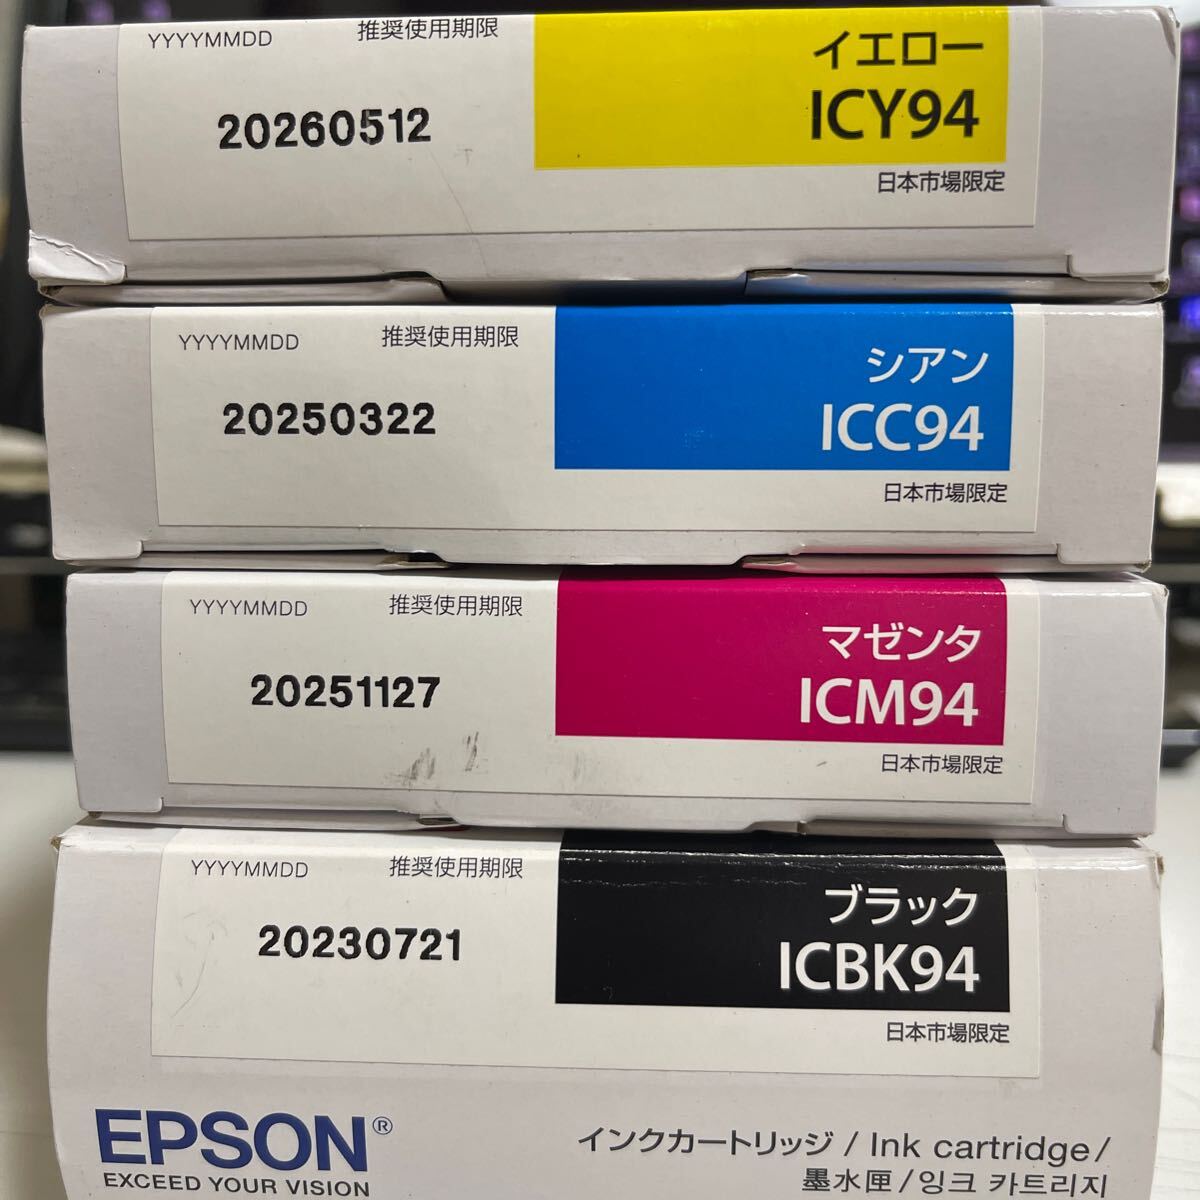 YYYYMMDD 推奨使用期限
20260512
イエロー
ICY94
日本市場限定
YYYYMMDD 推奨使用期限
20250322
シアン
ICC94
日本市場限定
YYYYMMDD 推奨使用期限
20251127
マゼンタ
ICM94
日本市場限定
YYYYMMDD 推奨使用期限
20230721
ブラック
ICBK94
日本市場限定
EPSON®
EXCEED YOUR VISION
インクカートリッジ / Ink cartridge/
墨水匣/잉크 카트리지